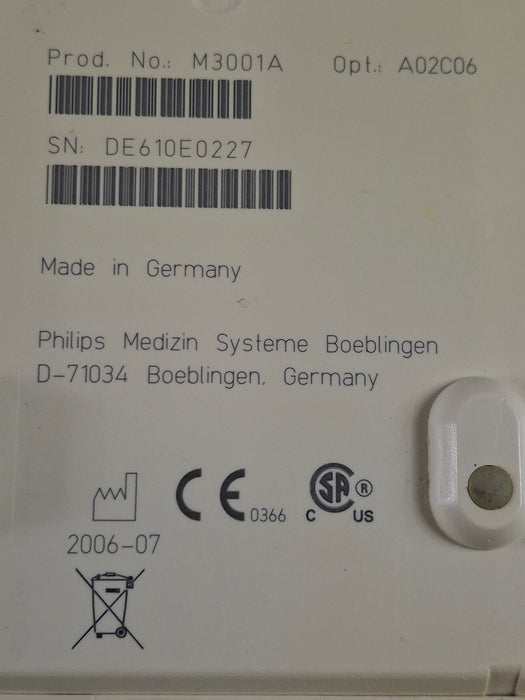 Prod. No.: M3001A Opt.: A02C06
SN: DE610E0227
Made in Germany
Philips Medizin Systeme Boeblingen
D-71034 Boeblingen, Germany
CE 0366
SA ®
C US
2006-07